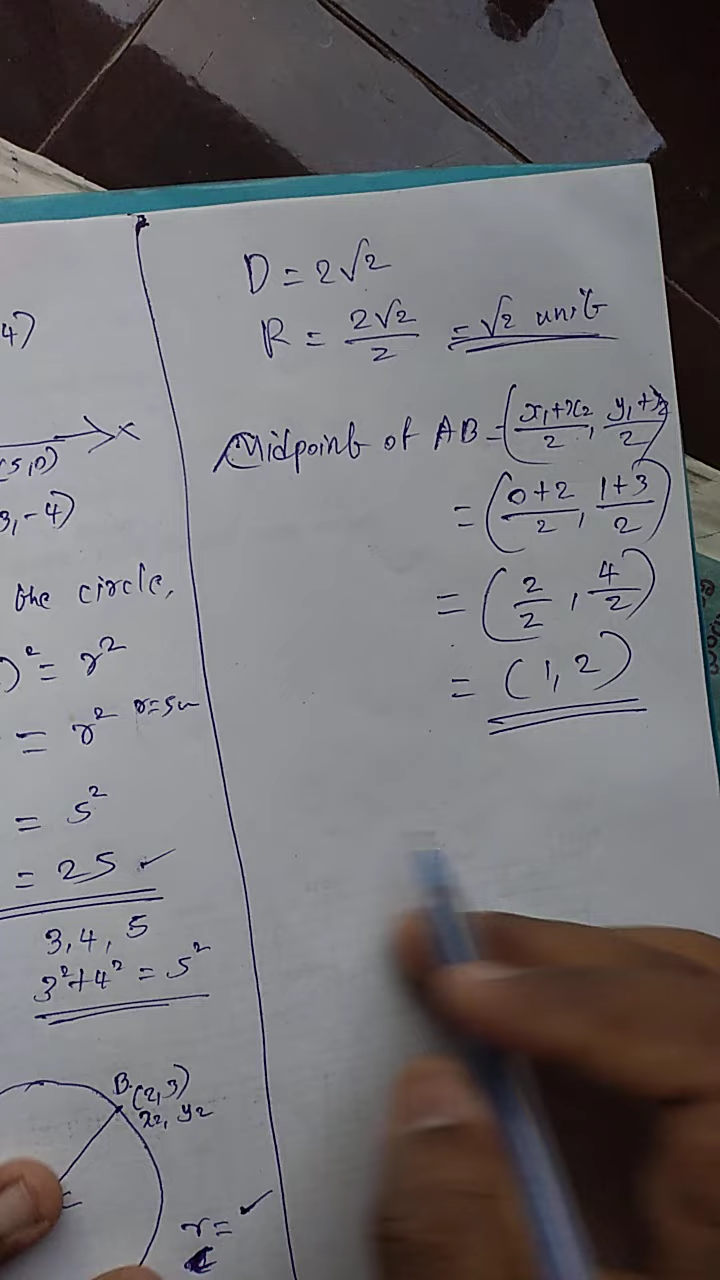 4)
X
(5,0)
3,-4)
the circle,
)² = r²
= r² r=5
= 5²
= 25 ✓
3, 4, 5
3²+4² = 5²
B (2,3)
x₂, y₂
r= ✓
D = 2√2
R = 2√2/2 = √2 unit
Midpoint of AB = (x₁+x₂/2, y₁+y₂/2)
= (0+2/2, 1+3/2)
= (2/2, 4/2)
= (1, 2)